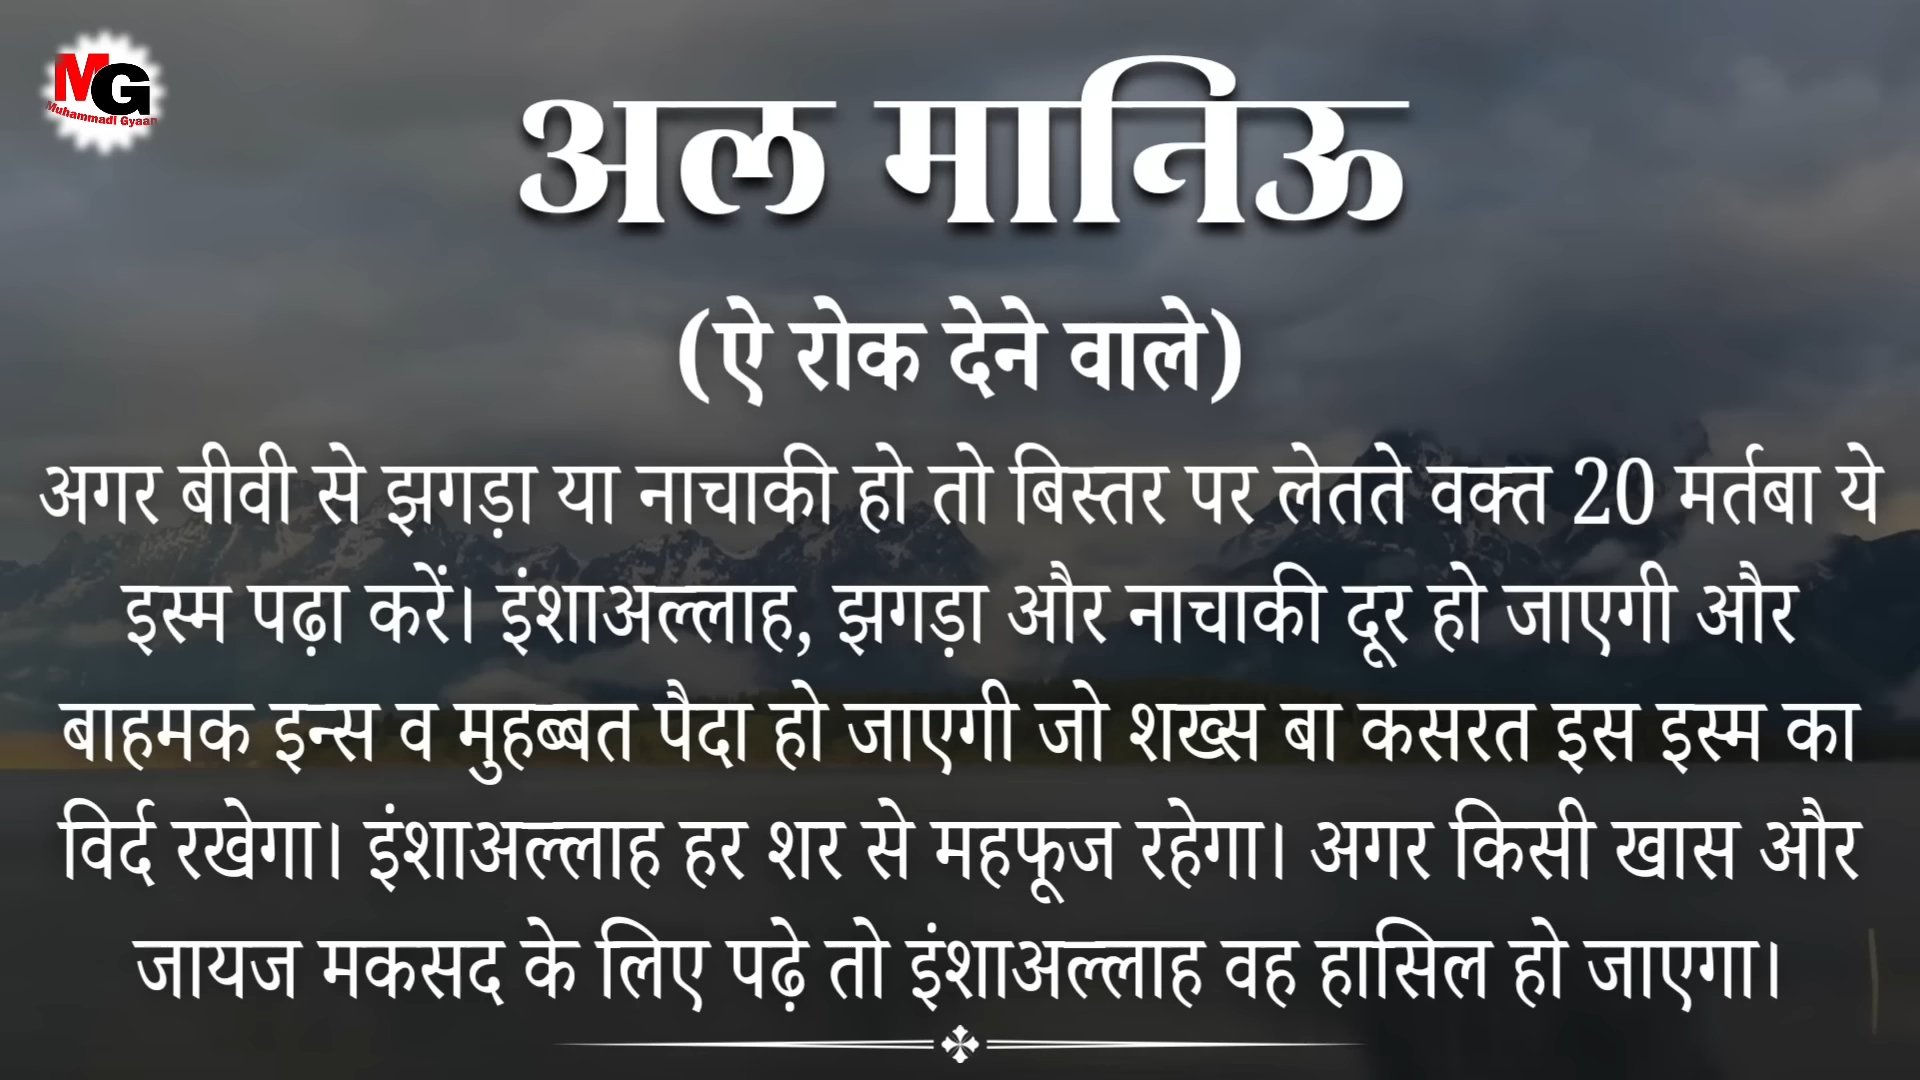 MG
Muhammadi Gyaan
अल मानिऊ
(ऐ रोक देने वाले)
अगर बीवी से झगड़ा या नाचाकी हो तो बिस्तर पर लेतते वक्त 20 मर्तबा ये
इस्म पढ़ा करें। इंशाअल्लाह, झगड़ा और नाचाकी दूर हो जाएगी और
बाहमक इन्स व मुहब्बत पैदा हो जाएगी जो शख्स बा कसरत इस इस्म का
विर्द रखेगा। इंशाअल्लाह हर शर से महफूज रहेगा। अगर किसी खास और
जायज मकसद के लिए पढ़े तो इंशाअल्लाह वह हासिल हो जाएगा।